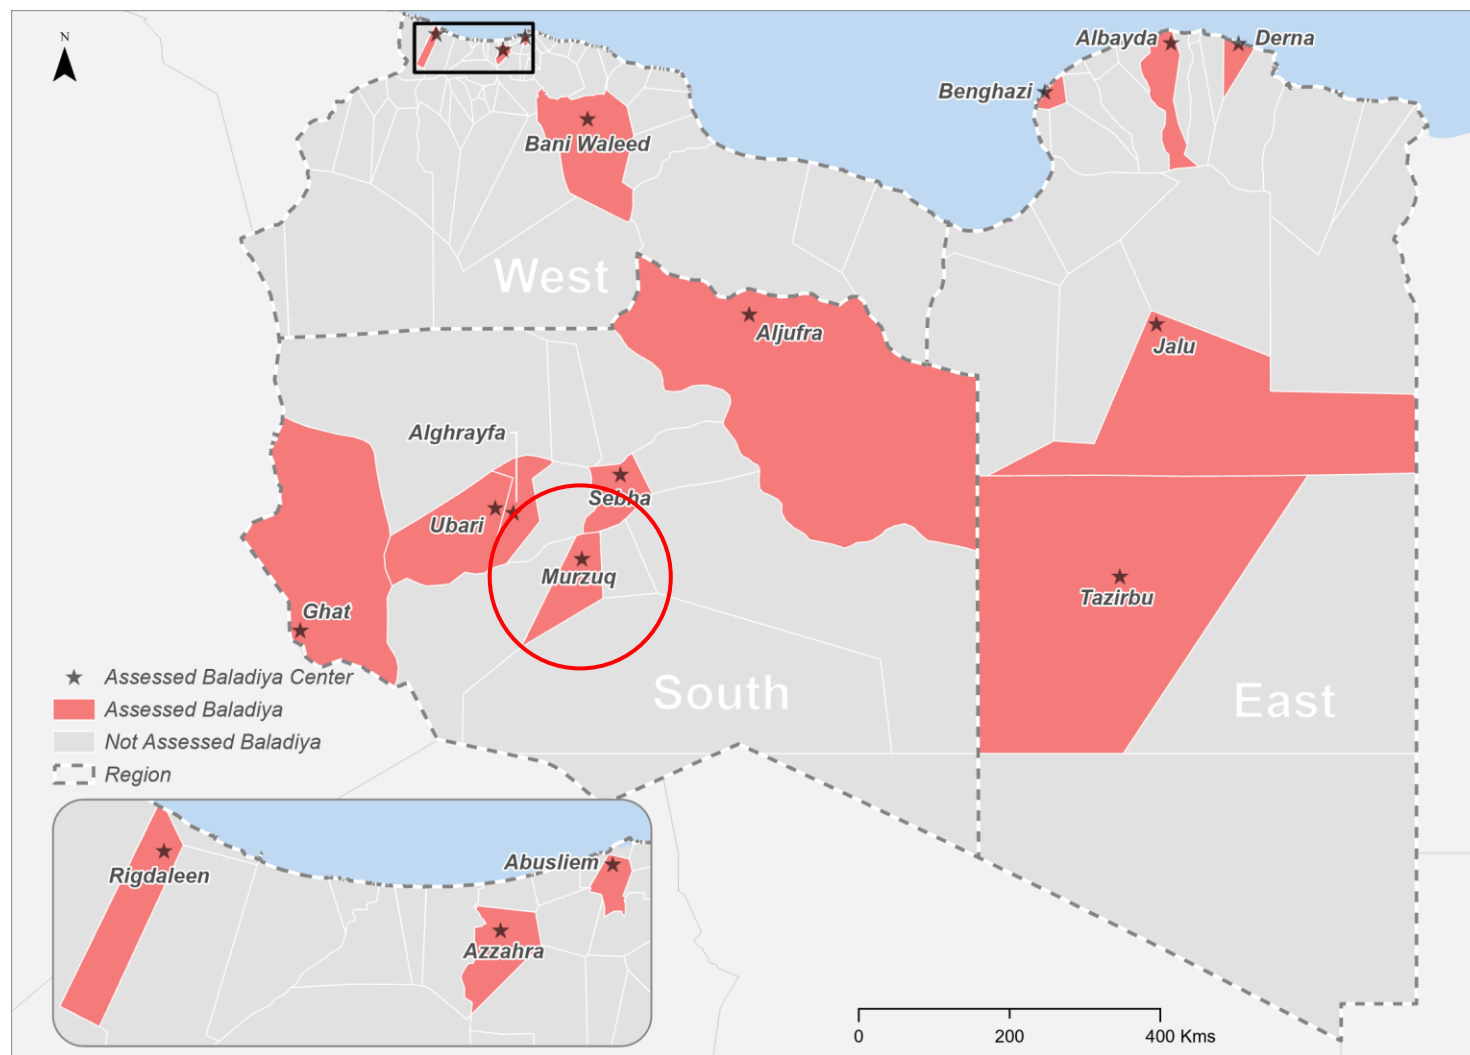 N
Albayda
Derna
Benghazi
Bani Waleed
West
Aljufra
Jalu
Alghrayfa
Sebha
Ubari
Murzuq
Tazirbu
Ghat
South
East
Assessed Baladiya Center
Assessed Baladiya
Not Assessed Baladiya
Region
Rigdaleen
Abusliem
Azzahra
0 200 400 Kms